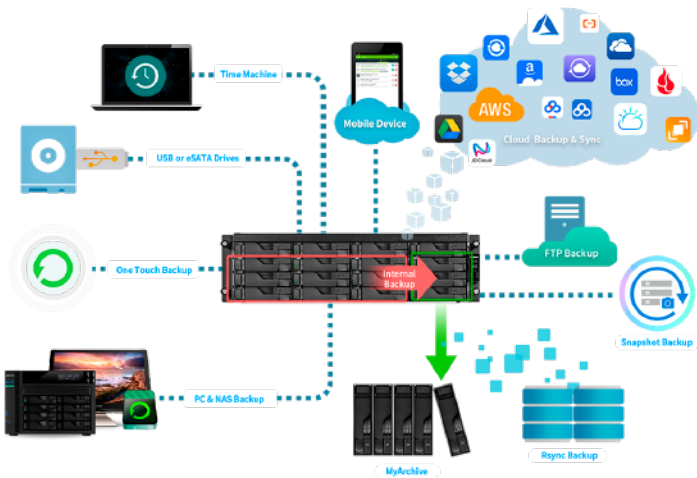 Time Machine
Mobile Device
a
box
AWS
Cloud Backup & Sync
JDCloud
USB or eSATA Drives
FTP Backup
One Touch Backup
Internal
Backup
Snapshot Backup
PC & NAS Backup
MyArchive
Rsync Backup